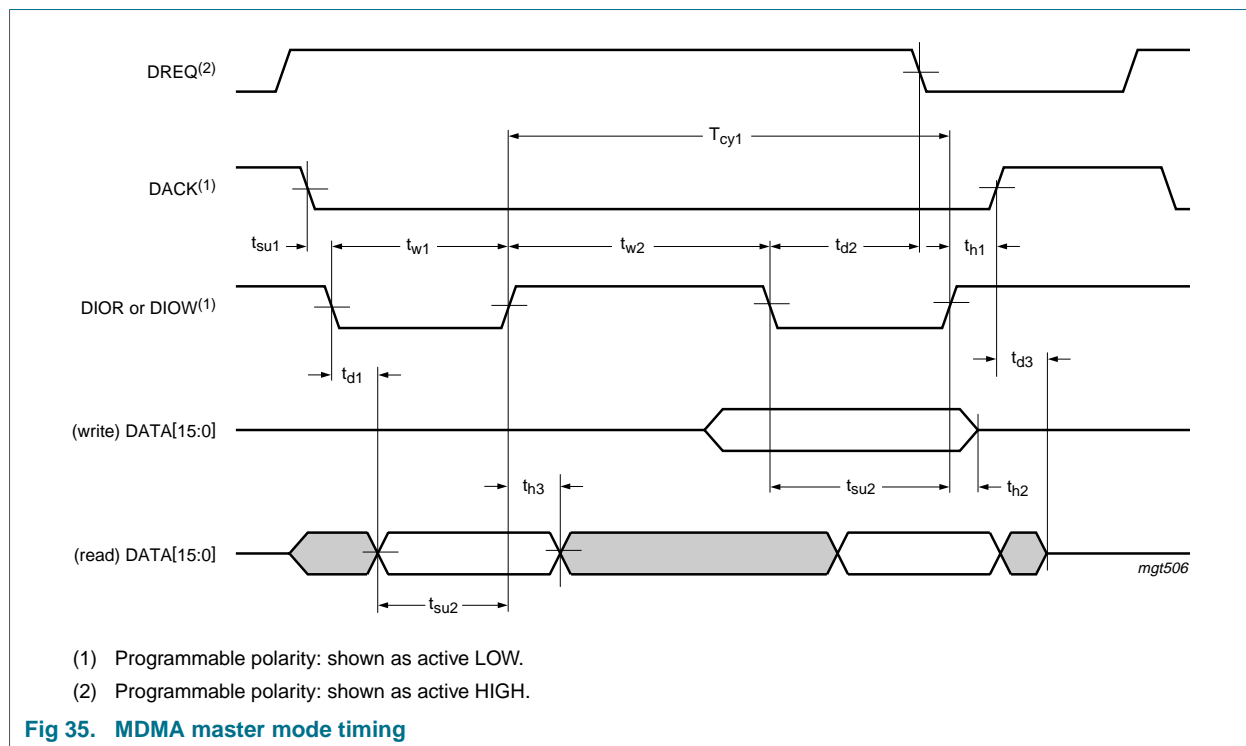 DREQ(2)
Tcy1
DACK(1)
tsu1
tw1
tw2
td2
th1
DIOR or DIOW(1)
td1
td3
(write) DATA[15:0]
th3
tsu2
th2
(read) DATA[15:0]
mgt506
tsu2
(1) Programmable polarity: shown as active LOW.
(2) Programmable polarity: shown as active HIGH.
Fig 35. MDMA master mode timing